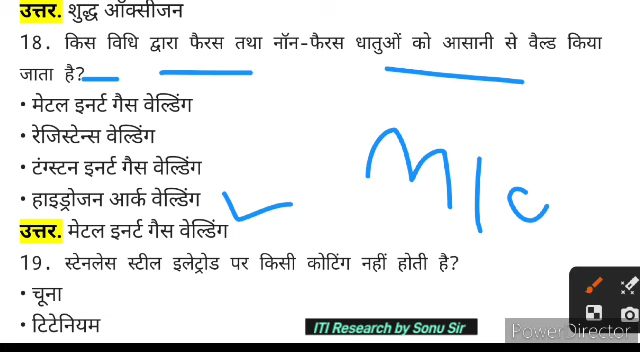 उत्तर. शुद्ध ऑक्सीजन
18. किस विधि द्वारा फैरस तथा नॉन-फैरस धातुओं को आसानी से वैल्ड किया
जाता है?
• मेटल इनर्ट गैस वेल्डिंग
• रेजिस्टेन्स वेल्डिंग
• टंग्स्टन इनर्ट गैस वेल्डिंग
• हाइड्रोजन आर्क वेल्डिंग
M/C
उत्तर. मेटल इनर्ट गैस वेल्डिंग
19. स्टेनलेस स्टील इलेट्रोड पर किसी कोटिंग नहीं होती है?
• चूना
• टिटेनियम
ITI Research by Sonu Sir
PowerDirector